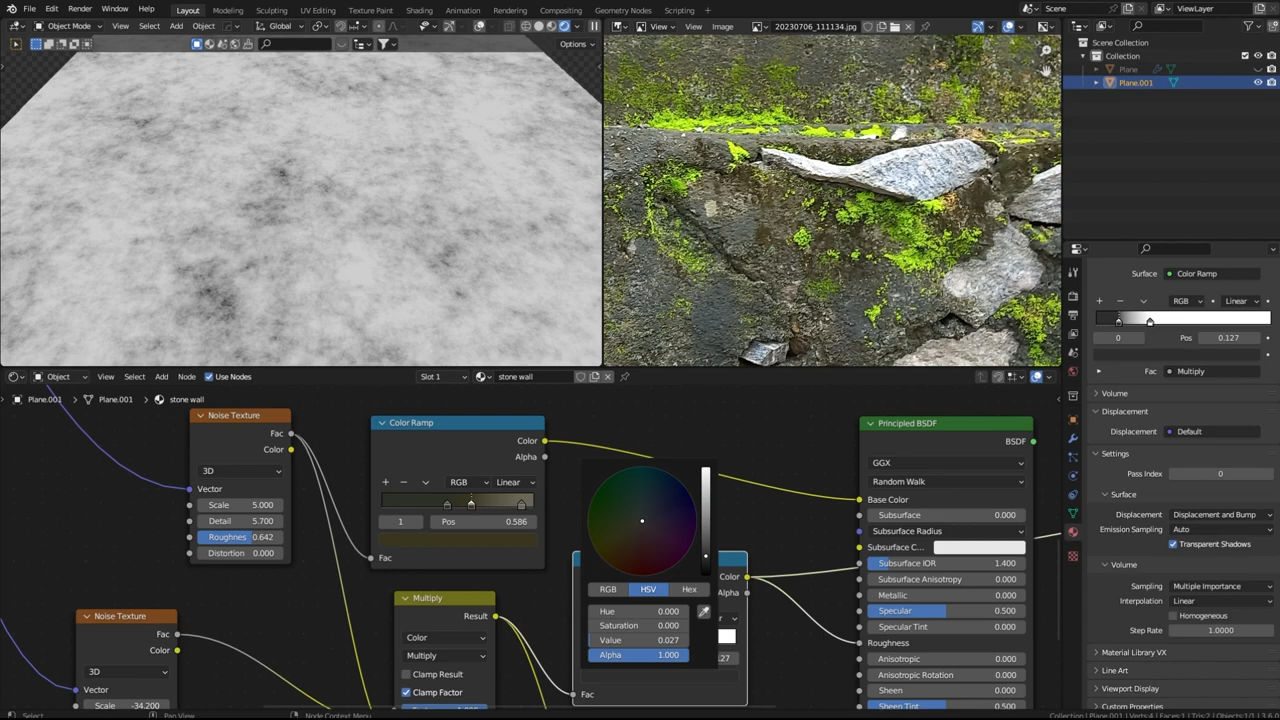 File Edit Render Window Help Layout Modeling Sculpting UV Editing Texture Paint Shading Animation Rendering Compositing Geometry Nodes Scripting + Scene ViewLayer
Object Mode View Select Add Object Global View View Image 20230706_111134.jpg
Options
Scene Collection
Collection
Plane
Plane.001
Surface Color Ramp
RGB Linear
0 Pos 0.127
Fac Multiply
Volume
Displacement
Displacement Default
Settings
Pass Index 0
Surface
Displacement Displacement and Bump
Emission Sampling Auto
Transparent Shadows
Volume
Sampling Multiple Importance
Interpolation Linear
Homogeneous
Step Rate 1.0000
Material Library VX
Line Art
Viewport Display
Custom Properties
Object View Select Add Node Use Nodes Slot 1 stone wall
Plane.001 Plane.001 stone wall
Noise Texture
Fac
Color
3D
Vector
Scale 5.000
Detail 5.700
Roughnes 0.642
Distortion 0.000
Color Ramp
Color
Alpha
RGB Linear
1 Pos 0.586
Fac
Noise Texture
Fac
Color
3D
Vector
Scale -34.200
Multiply
Result
Color
Multiply
Clamp Result
Clamp Factor
RGB HSV Hex
Hue 0.000
Saturation 0.000
Value 0.027
Alpha 1.000
Color
Alpha
Fac
Principled BSDF
BSDF
GGX
Random Walk
Base Color
Subsurface 0.000
Subsurface Radius
Subsurface C...
Subsurface IOR 1.400
Subsurface Anisotropy 0.000
Metallic 0.000
Specular 0.500
Specular Tint 0.000
Roughness
Anisotropic 0.000
Anisotropic Rotation 0.000
Sheen 0.000
Sheen Tint 0.500
Select Pan View Node Context Menu